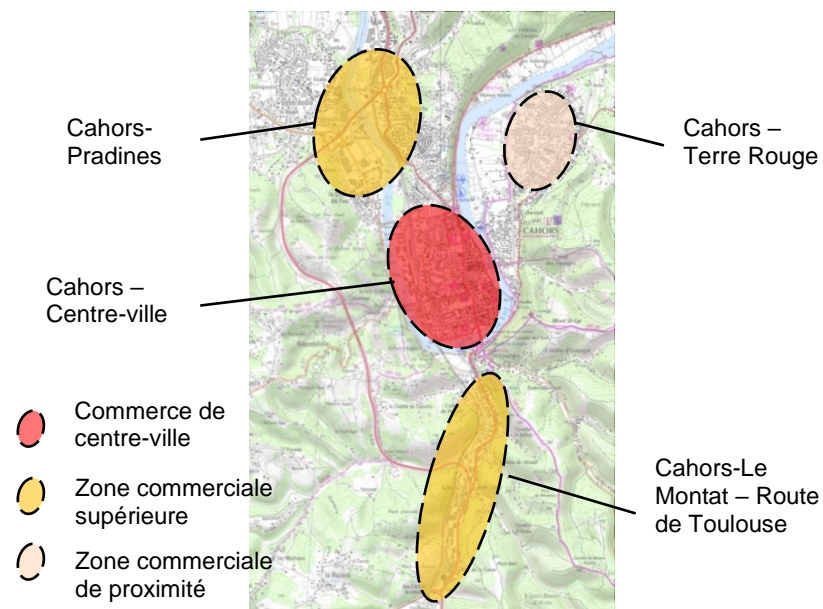 Cahors-
Pradines
Cahors –
Terre Rouge
CAHORS
Cahors –
Centre-ville
Commerce de
centre-ville
Zone commerciale
supérieure
Zone commerciale
de proximité
Cahors-Le
Montat – Route
de Toulouse